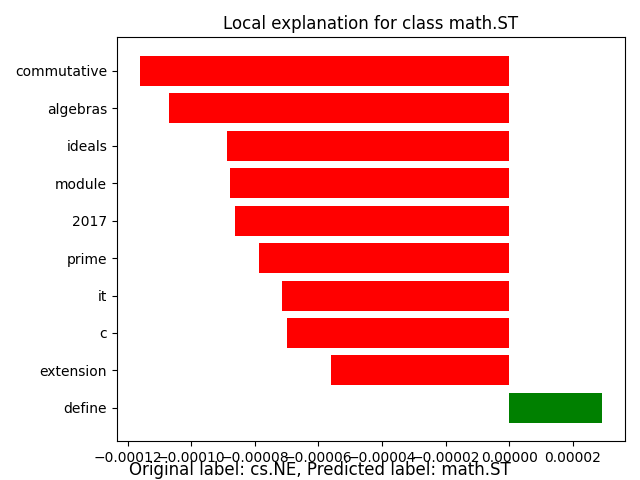 Local explanation for class math.ST
commutative
algebras
ideals
module
2017
prime
it
c
extension
define
−0.00012 −0.00010 −0.00008 −0.00006 −0.00004 −0.00002 0.00000 0.00002
Original label: cs.NE, Predicted label: math.ST